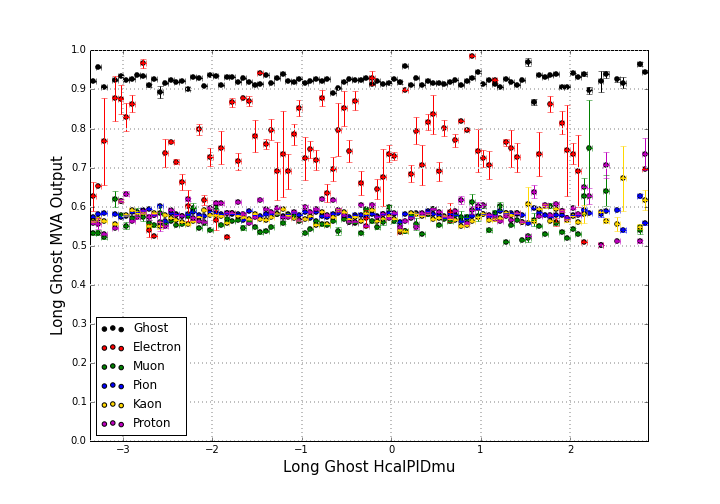 1.0
0.9
0.8
0.7
0.6
0.5
0.4
0.3
0.2
0.1
0.0
Long Ghost MVA Output
Ghost
Electron
Muon
Pion
Kaon
Proton
−3 −2 −1 0 1 2
Long Ghost HcalPIDmu